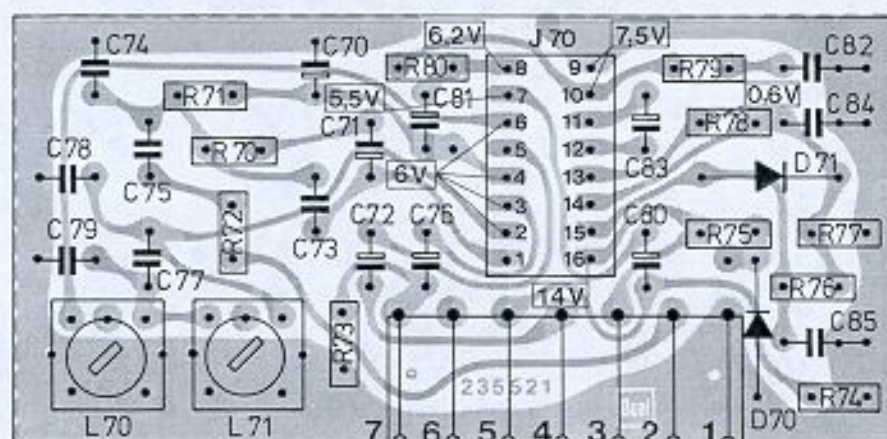 C74
C70
6,2V
J70
7,5V
C82
R80
8
9
R79
R71
5,5V
C81
7
10
0,6V
C84
C71
6
11
R78
C78
R70
5
12
C83
D71
C75
6V
4
13
3
14
R72
C72
C76
C80
C79
C73
2
15
R75
R77
C77
1
16
R76
14V
R73
C85
235521
Dual
R74
L70
L71
7
6
5
4
3
2
1
D70